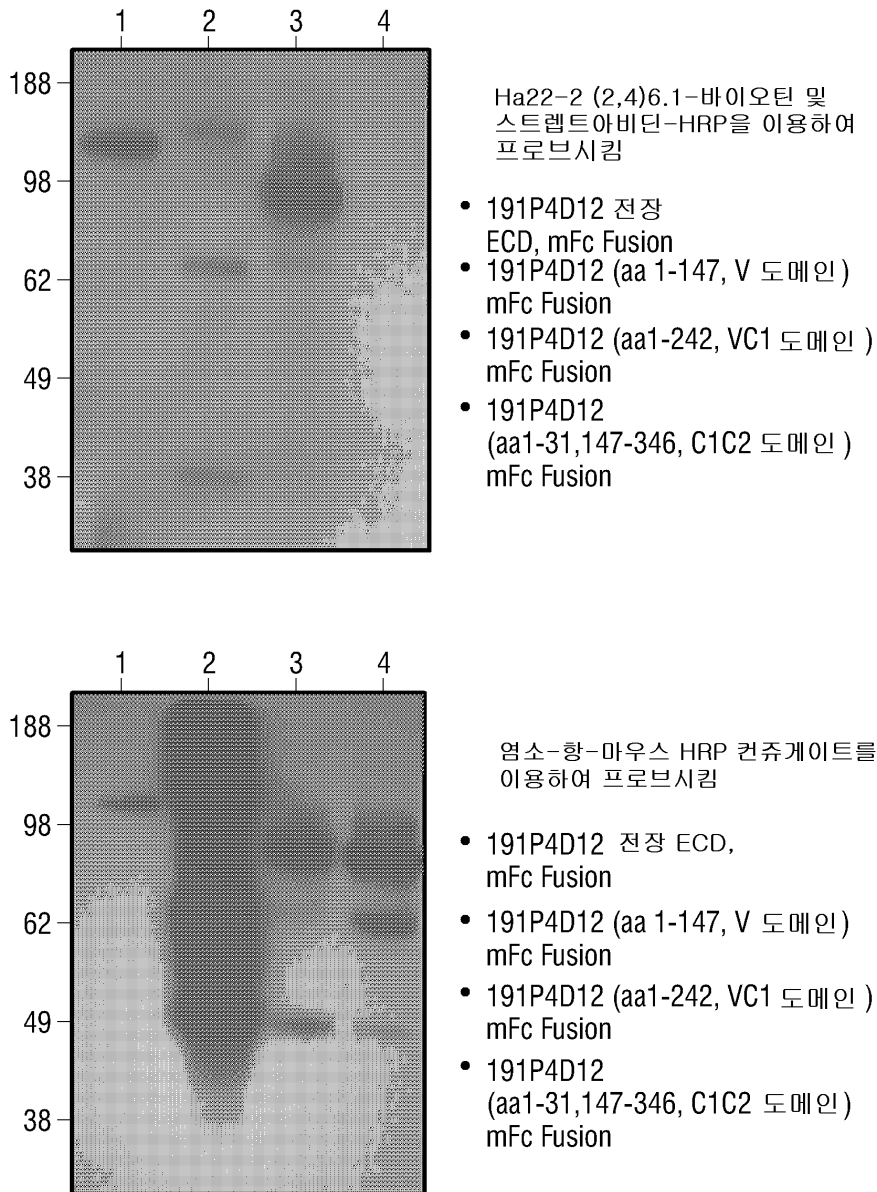 1 2 3 4
188
98
62
49
38
Ha22-2 (2,4)6.1-바이오틴 및
스트렙트아비딘-HRP을 이용하여
프로브시킴
• 191P4D12 전장
ECD, mFc Fusion
• 191P4D12 (aa 1-147, V 도메인)
mFc Fusion
• 191P4D12 (aa1-242, VC1 도메인 )
mFc Fusion
• 191P4D12
(aa1-31,147-346, C1C2 도메인 )
mFc Fusion
1 2 3 4
188
98
62
49
38
염소-항-마우스 HRP 컨쥬게이트를
이용하여 프로브시킴
• 191P4D12 전장 ECD,
mFc Fusion
• 191P4D12 (aa 1-147, V 도메인)
mFc Fusion
• 191P4D12 (aa1-242, VC1 도메인 )
mFc Fusion
• 191P4D12
(aa1-31,147-346, C1C2 도메인)
mFc Fusion